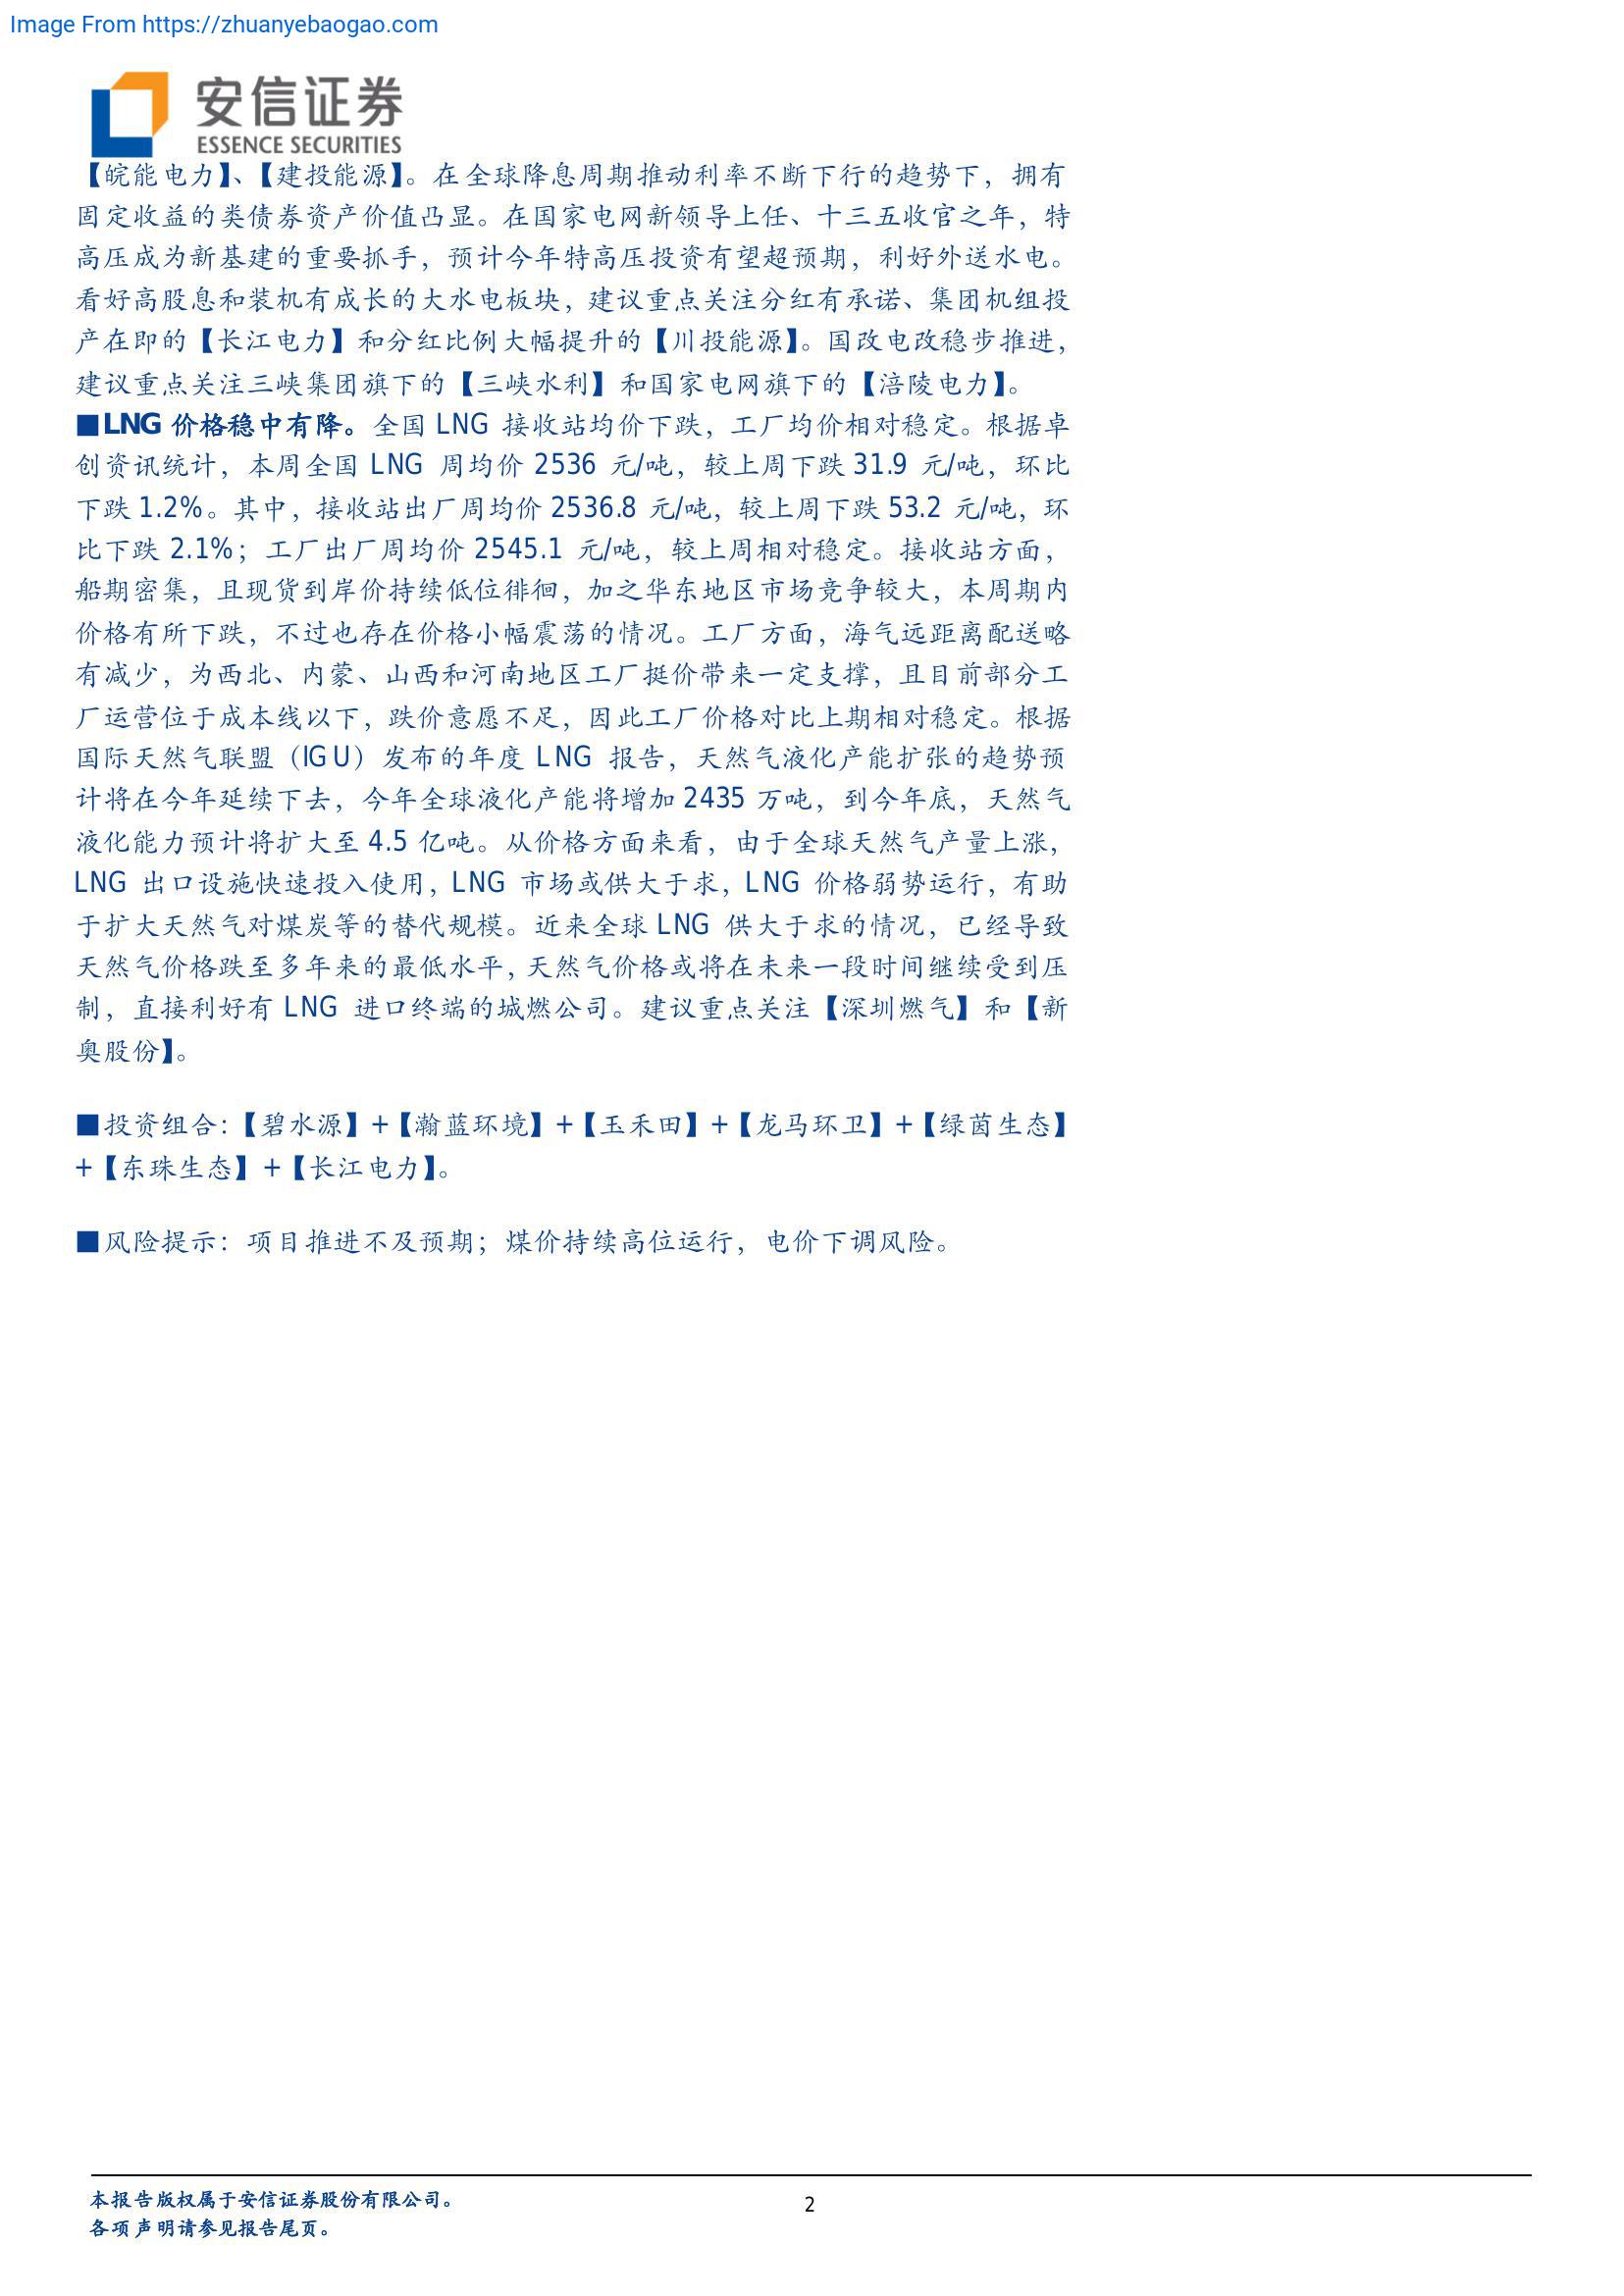 Image From https://zhuanyebaogao.com
安信证券
ESSENCE SECURITIES
【皖能电力】、【建投能源】。在全球降息周期推动利率不断下行的趋势下，拥有
固定收益的类债券资产价值凸显。在国家电网新领导上任、十三五收官之年，特
高压成为新基建的重要抓手，预计今年特高压投资有望超预期，利好外送水电。
看好高股息和装机有成长的大水电板块，建议重点关注分红有承诺、集团机组投
产在即的【长江电力】和分红比例大幅提升的【川投能源】。国改电改稳步推进，
建议重点关注三峡集团旗下的【三峡水利】和国家电网旗下的【涪陵电力】。
■LNG 价格稳中有降。全国 LNG 接收站均价下跌，工厂均价相对稳定。根据卓
创资讯统计，本周全国 LNG 周均价 2536 元/吨，较上周下跌 31.9 元/吨，环比
下跌 1.2%。其中，接收站出厂周均价 2536.8 元/吨，较上周下跌 53.2 元/吨，环
比下跌 2.1%；工厂出厂周均价 2545.1 元/吨，较上周相对稳定。接收站方面，
船期密集，且现货到岸价持续低位徘徊，加之华东地区市场竞争较大，本周期内
价格有所下跌，不过也存在价格小幅震荡的情况。工厂方面，海气远距离配送略
有减少，为西北、内蒙、山西和河南地区工厂挺价带来一定支撑，且目前部分工
厂运营位于成本线以下，跌价意愿不足，因此工厂价格对比上期相对稳定。根据
国际天然气联盟（IGU）发布的年度 LNG 报告，天然气液化产能扩张的趋势预
计将在今年延续下去，今年全球液化产能将增加 2435 万吨，到今年底，天然气
液化能力预计将扩大至 4.5 亿吨。从价格方面来看，由于全球天然气产量上涨，
LNG 出口设施快速投入使用，LNG 市场或供大于求，LNG 价格弱势运行，有助
于扩大天然气对煤炭等的替代规模。近来全球 LNG 供大于求的情况，已经导致
天然气价格跌至多年来的最低水平，天然气价格或将在未来一段时间继续受到压
制，直接利好有 LNG 进口终端的城燃公司。建议重点关注【深圳燃气】和【新
奥股份】。
■投资组合：【碧水源】+【瀚蓝环境】+【玉禾田】+【龙马环卫】+【绿茵生态】
+【东珠生态】+【长江电力】。
■风险提示：项目推进不及预期；煤价持续高位运行，电价下调风险。
本报告版权属于安信证券股份有限公司。
各项声明请参见报告尾页。
2